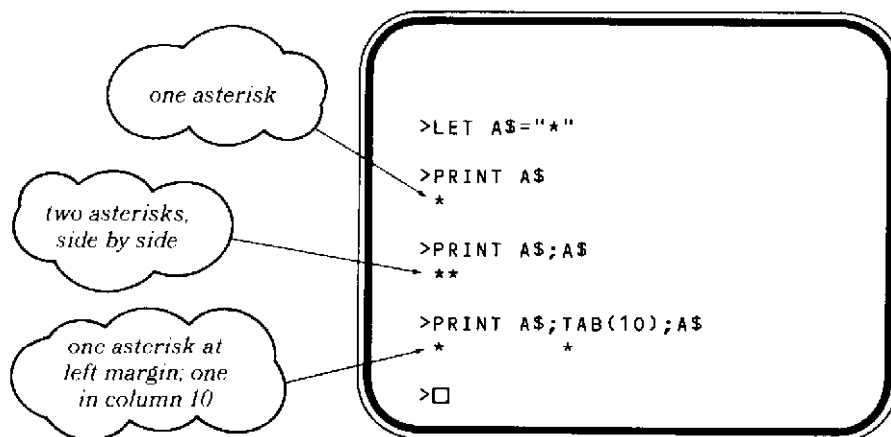 one asterisk
>LET A$="*"
>PRINT A$
*
two asterisks,
side by side
>PRINT A$;A$
**
>PRINT A$;TAB(10);A$
* *
one asterisk at
left margin; one
in column 10
>□